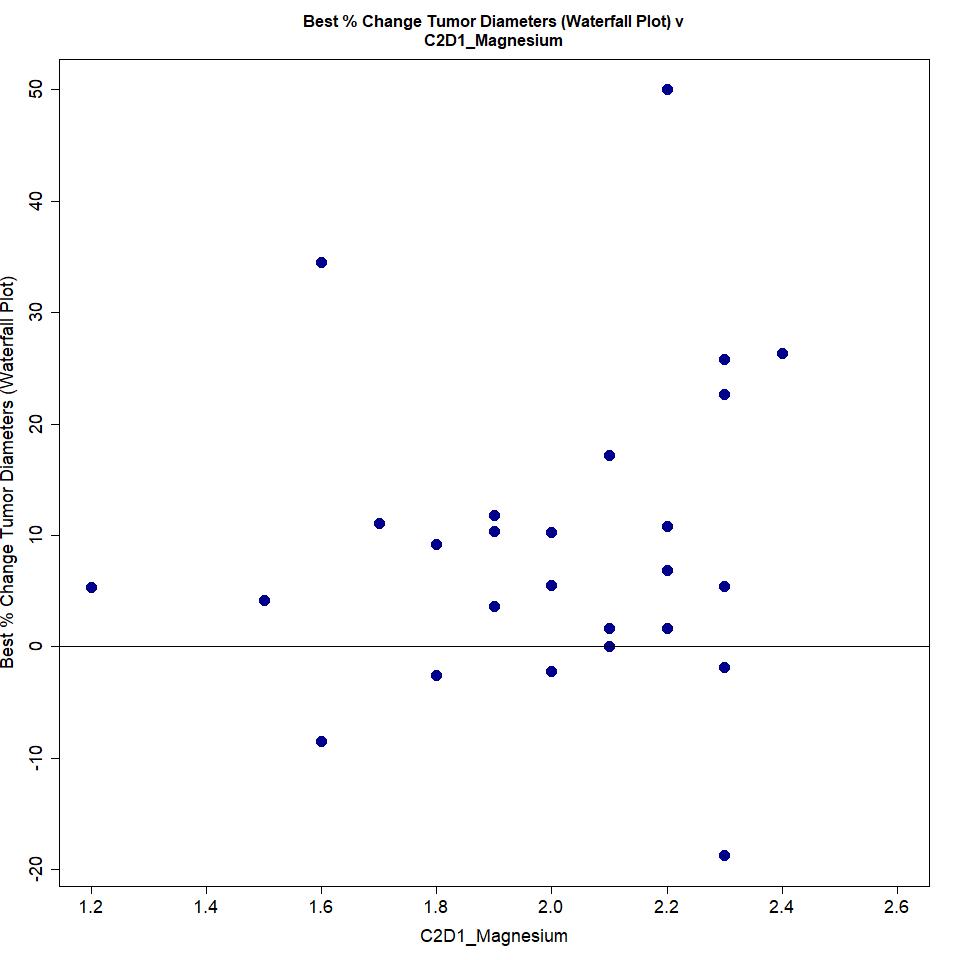 Best % Change Tumor Diameters (Waterfall Plot) v
C2D1_Magnesium
Best % Change Tumor Diameters (Waterfall Plot)
50
40
30
20
10
0
-10
-20
1.2 1.4 1.6 1.8 2.0 2.2 2.4 2.6
C2D1_Magnesium